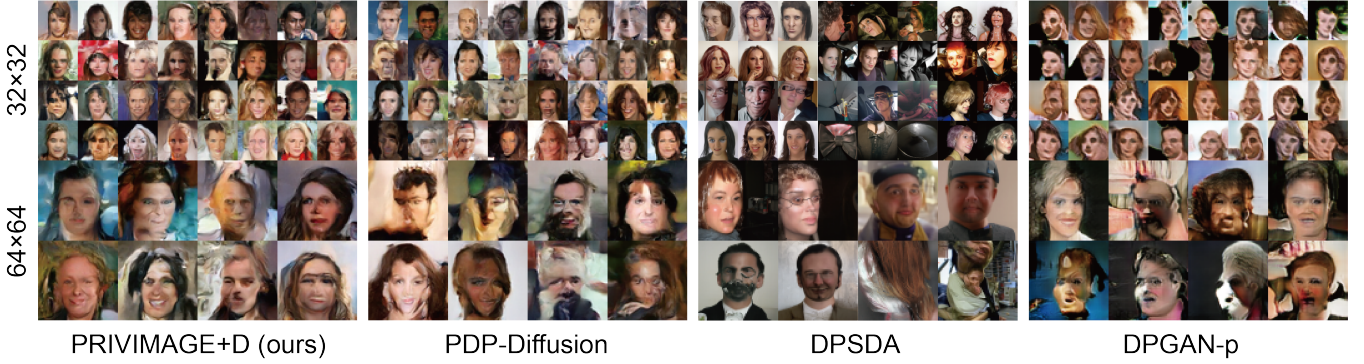 32×32
64×64
PRIVIMAGE+D (ours)
PDP-Diffusion
DPSDA
DPGAN-p